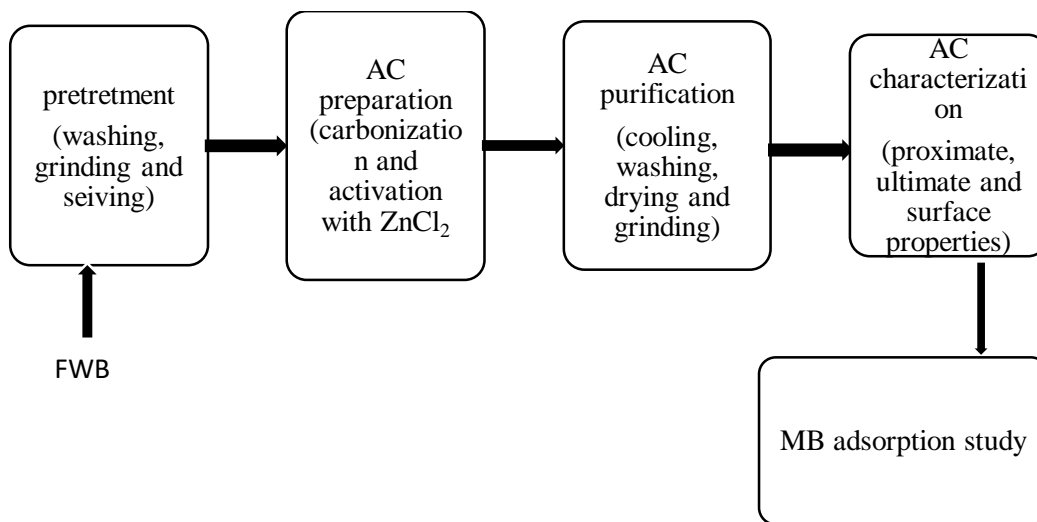 pretretment
(washing,
grinding and
seiving)
AC
preparation
(carbonizatio
n and
activation
with ZnCl₂
AC
purification
(cooling,
washing,
drying and
grinding)
AC
characterizati
on
(proximate,
ultimate and
surface
properties)
FWB
MB adsorption study